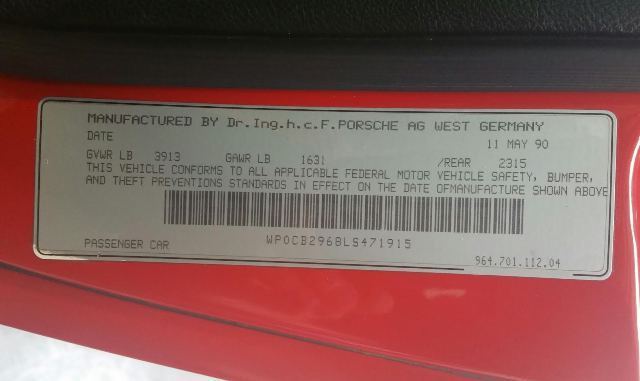 MANUFACTURED BY Dr.Ing.h.c.F.PORSCHE AG WEST GERMANY
DATE 11 MAY 90
GVWR LB 3913 GAWR LB 1631 /REAR 2315
THIS VEHICLE CONFORMS TO ALL APPLICABLE FEDERAL MOTOR VEHICLE SAFETY, BUMPER,
AND THEFT PREVENTIONS STANDARDS IN EFFECT ON THE DATE OFMANUFACTURE SHOWN ABOVE
WP0CB296BLS471915
PASSENGER CAR
964.701.112.04